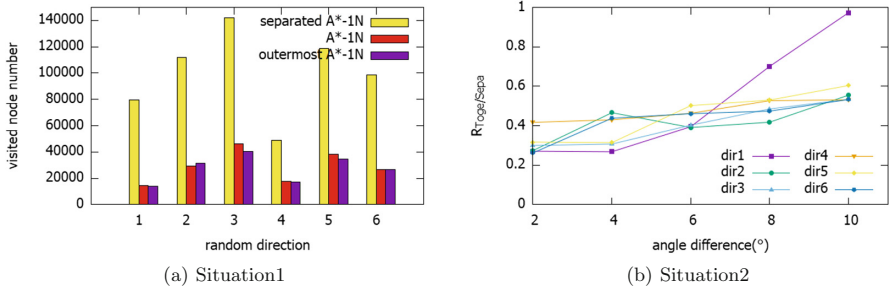 140000
120000
100000
80000
60000
40000
20000
0
visited node number
separated A*-1N
A*-1N
outermost A*-1N
1 2 3 4 5 6
random direction
(a) Situation1
1
0.8
0.6
0.4
0.2
0
R_Toge/Sepa
dir1 dir4
dir2 dir5
dir3 dir6
2 4 6 8 10
angle difference(°)
(b) Situation2